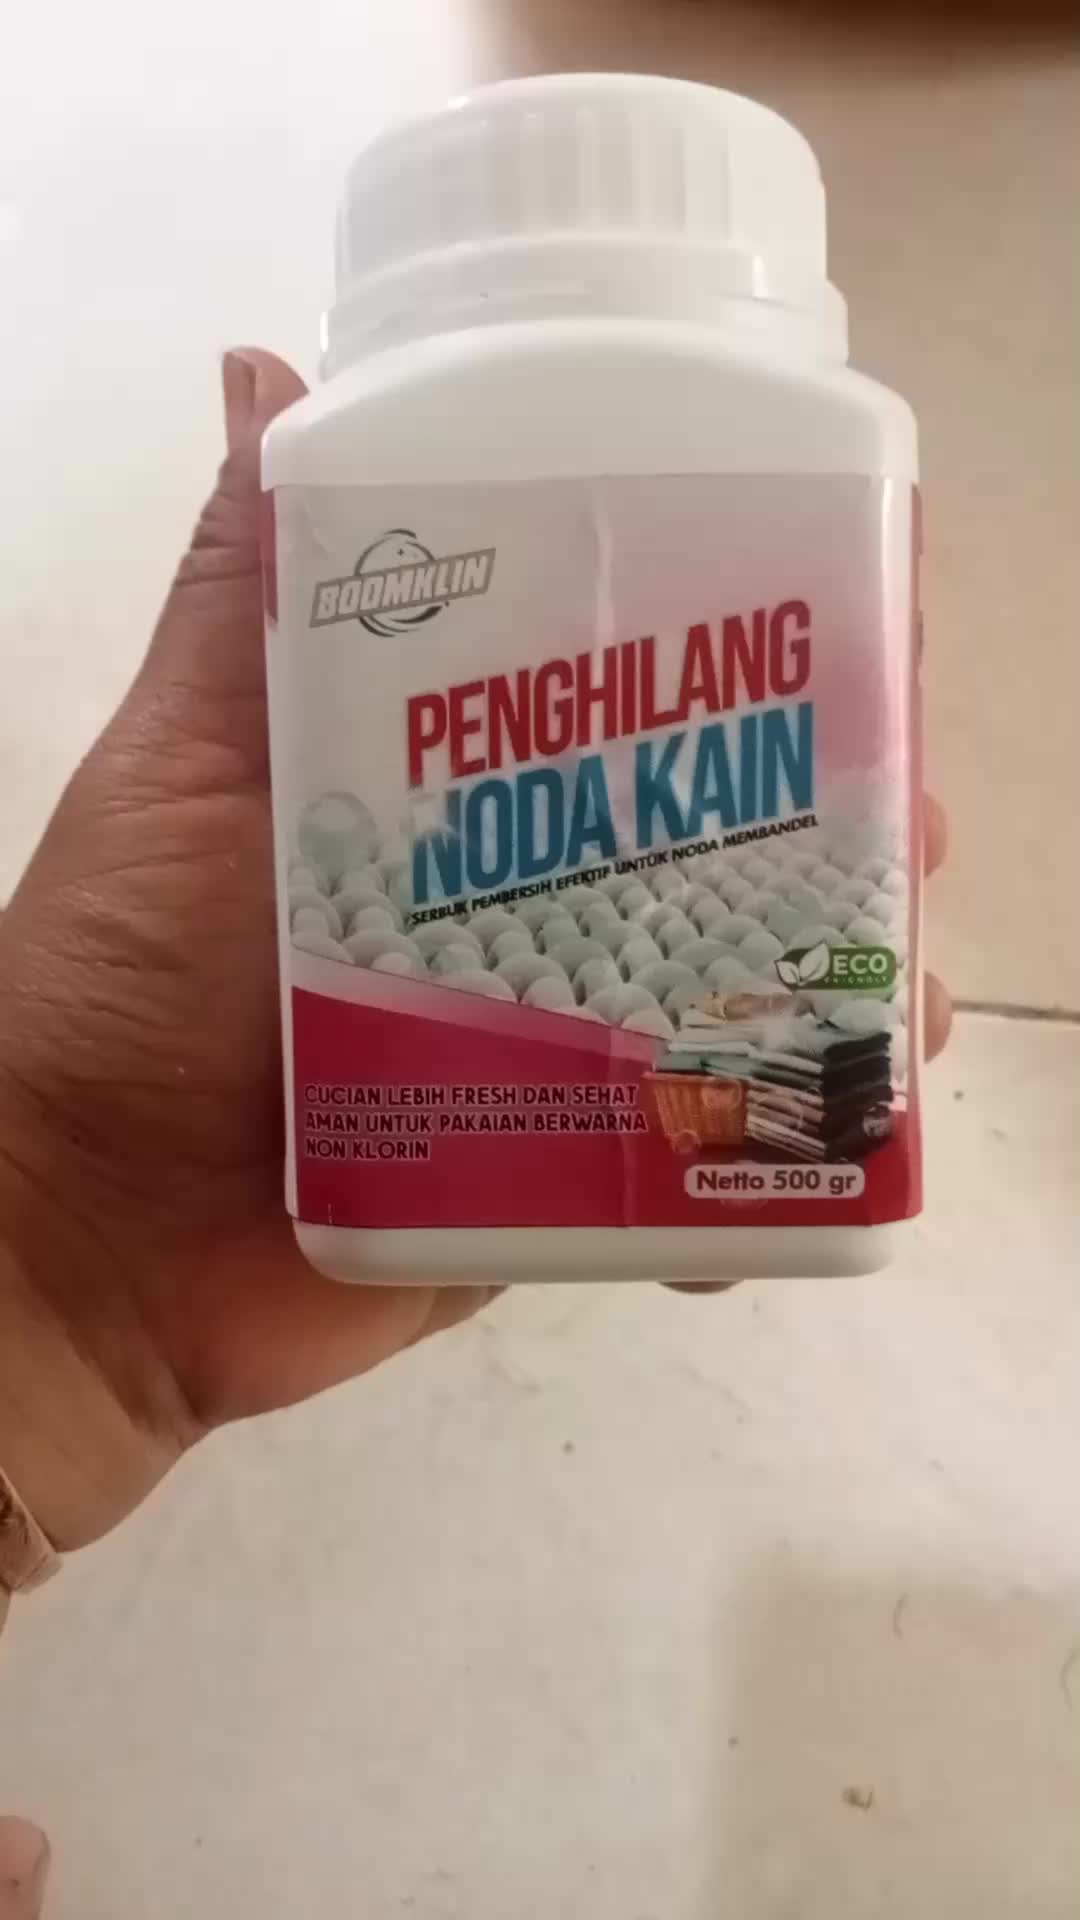 BOOMKLIN
PENGHILANG
NODA KAIN
SERBUK PEMBERSIH EFEKTIF UNTUK NODA MEMBANDEL
ECO
FRIENDLY
CUCIAN LEBIH FRESH DAN SEHAT
AMAN UNTUK PAKAIAN BERWARNA
NON KLORIN
Netto 500 gr